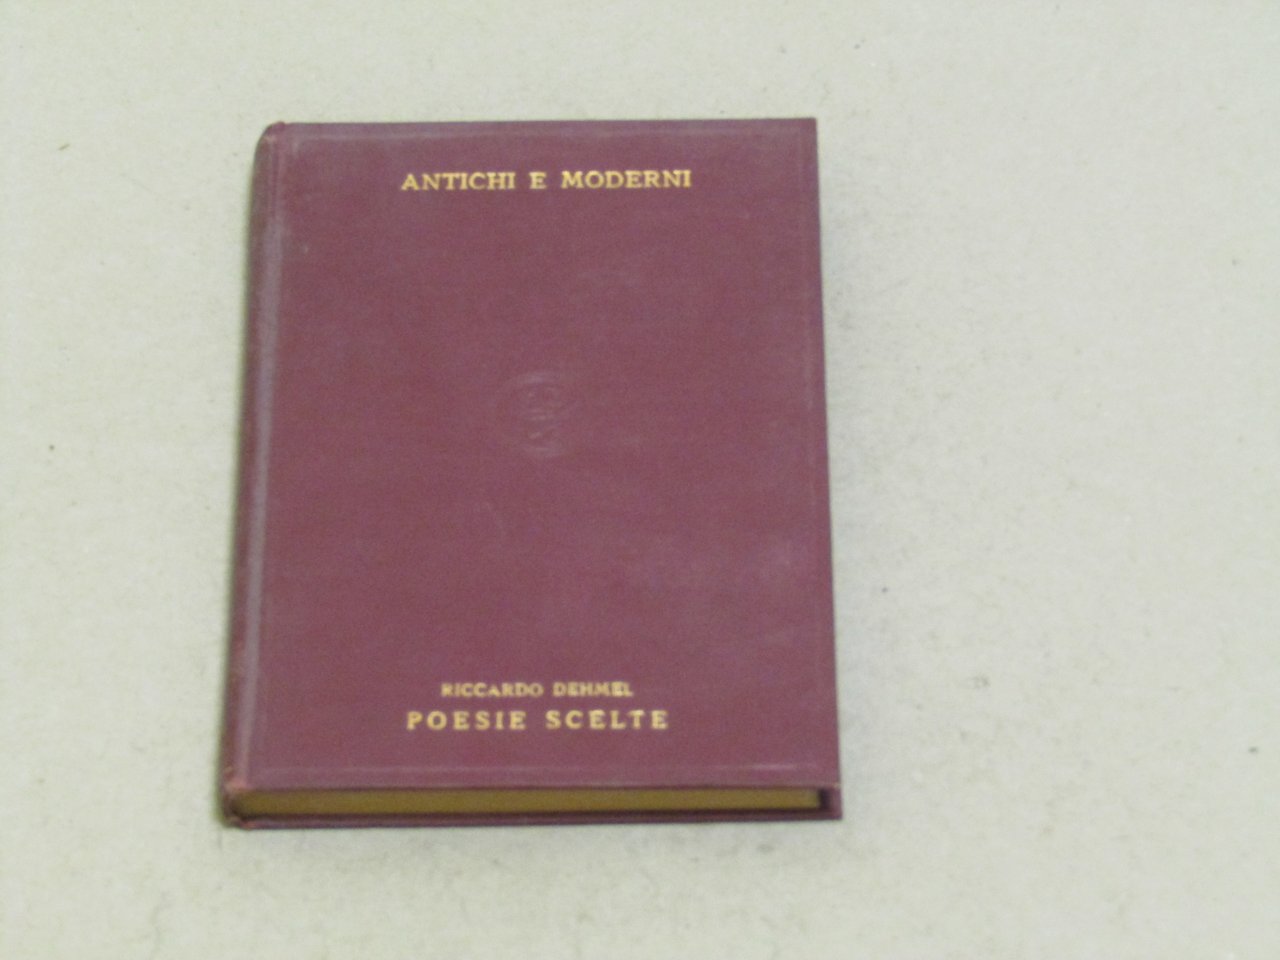 ANTICHI E MODERNI
RICCARDO DEHMEL
POESIE SCELTE